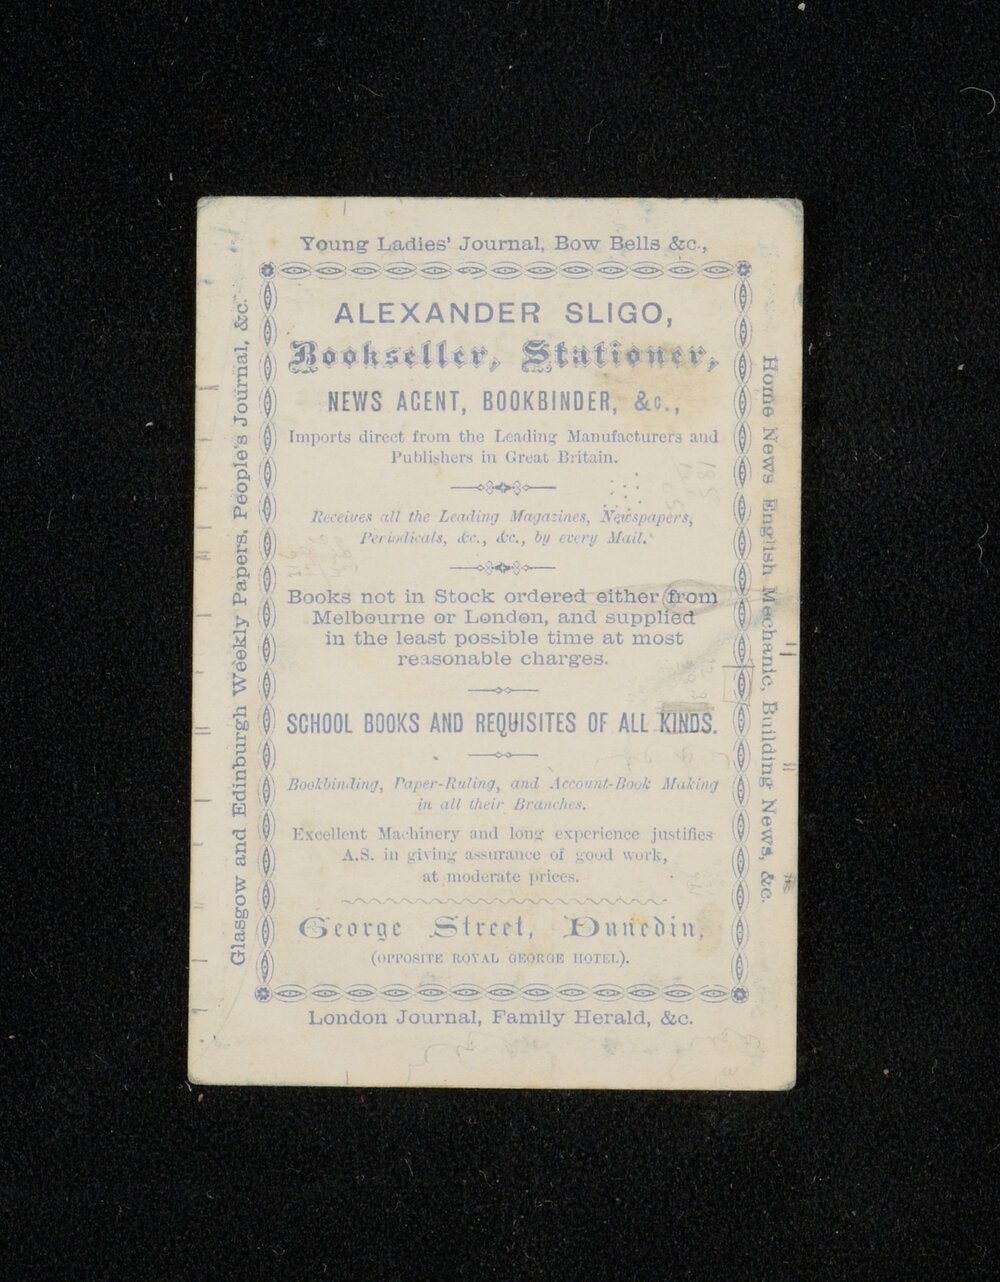 Young Ladies' Journal, Bow Bells &c.,
Glasgow and Edinburgh Weekly Papers. People's Journal, &c.
ALEXANDER SLIGO,
Bookseller, Stationer,
NEWS AGENT, BOOKBINDER, &c.,
Imports direct from the Leading Manufacturers and
Publishers in Great Britain.
Receives all the Leading Magazines, Newspapers,
Periodicals, &c., &c., by every Mail.
Books not in Stock ordered either from
Melbourne or London, and supplied
in the least possible time at most
reasonable charges.
SCHOOL BOOKS AND REQUISITES OF ALL KINDS.
Bookbinding, Paper-Ruling, and Account-Book Making
in all their Branches.
Excellent Machinery and long experience justifies
A.S. in giving assurance of good work,
at moderate prices.
George Street, Dunedin,
(OPPOSITE ROYAL GEORGE HOTEL).
Home News English Mechanic, Building News, &c.
London Journal, Family Herald, &c.